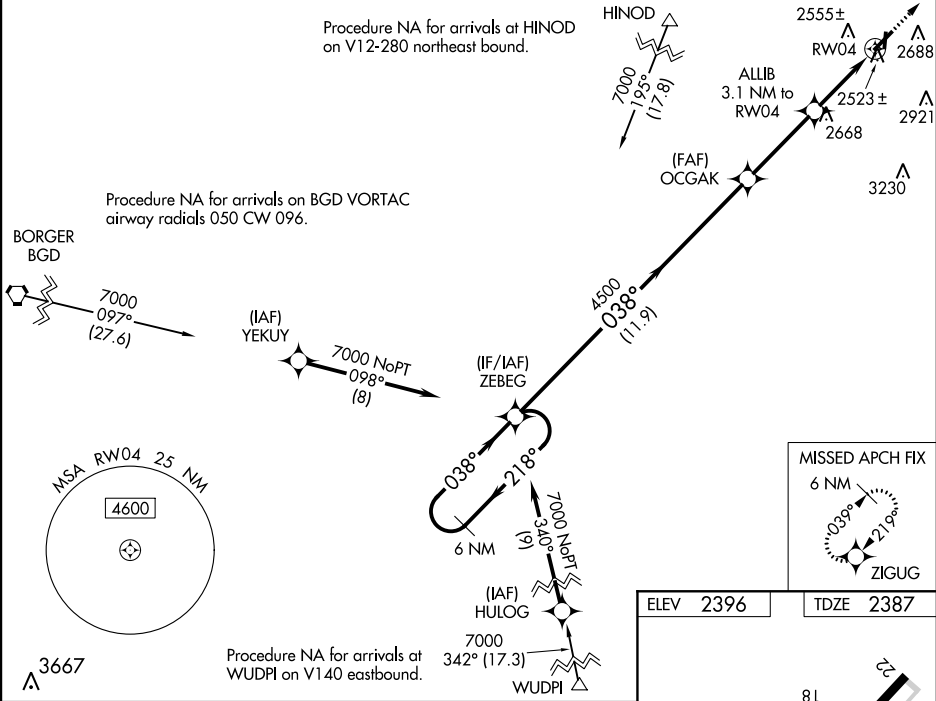 Procedure NA for arrivals at HINOD
on V12-280 northeast bound.
HINOD
7000
195°
(17.8)
2555±
RW04
2688
ALLIB
3.1 NM to
RW04
2523±
2921
2668
(FAF)
OCGAK
3230
Procedure NA for arrivals on BGD VORTAC
airway radials 050 CW 096.
BORGER
BGD
7000
097°
(27.6)
(IAF)
YEKUY
7000 NoPT
098°
(8)
4500
038°
(11.9)
(IF/IAF)
ZEBEG
038°
218°
6 NM
7000 NoPT
340°
(9)
MSA RW04 25 NM
4600
MISSED APCH FIX
6 NM
039°
219°
ZIGUG
(IAF)
HULOG
7000
342° (17.3)
WUDPI
Procedure NA for arrivals at
WUDPI on V140 eastbound.
3667
ELEV 2396
TDZE 2387
22